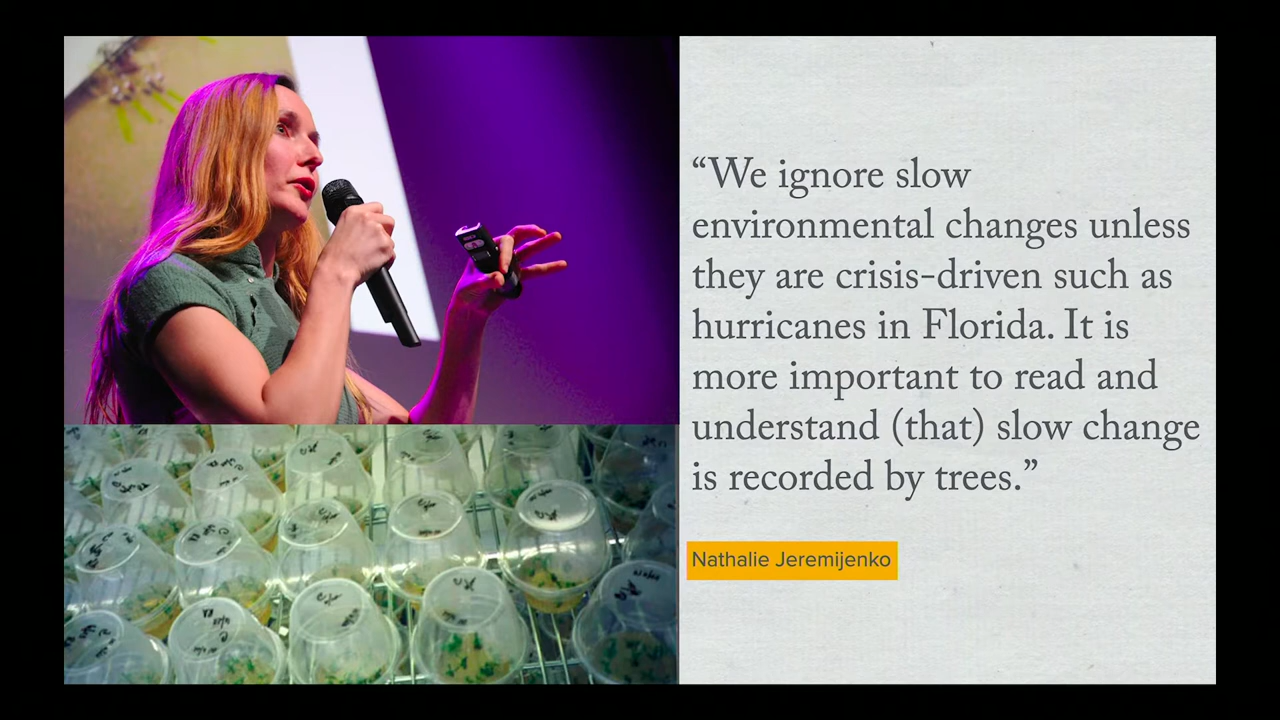 “We ignore slow
environmental changes unless
they are crisis-driven such as
hurricanes in Florida. It is
more important to read and
understand (that) slow change
is recorded by trees.”
Nathalie Jeremijenko